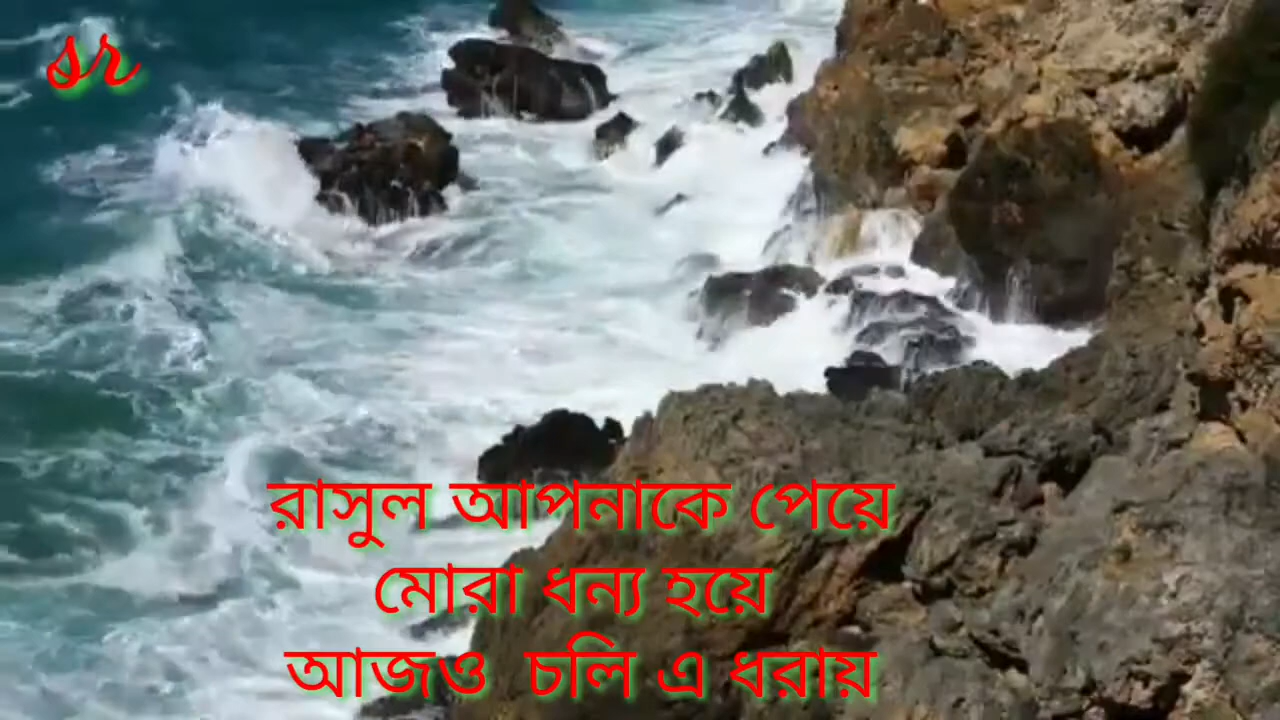 sr
রাসুল আপনাকে পেয়ে
মোরা ধন্য হয়ে
আজও চলি এ ধরায়